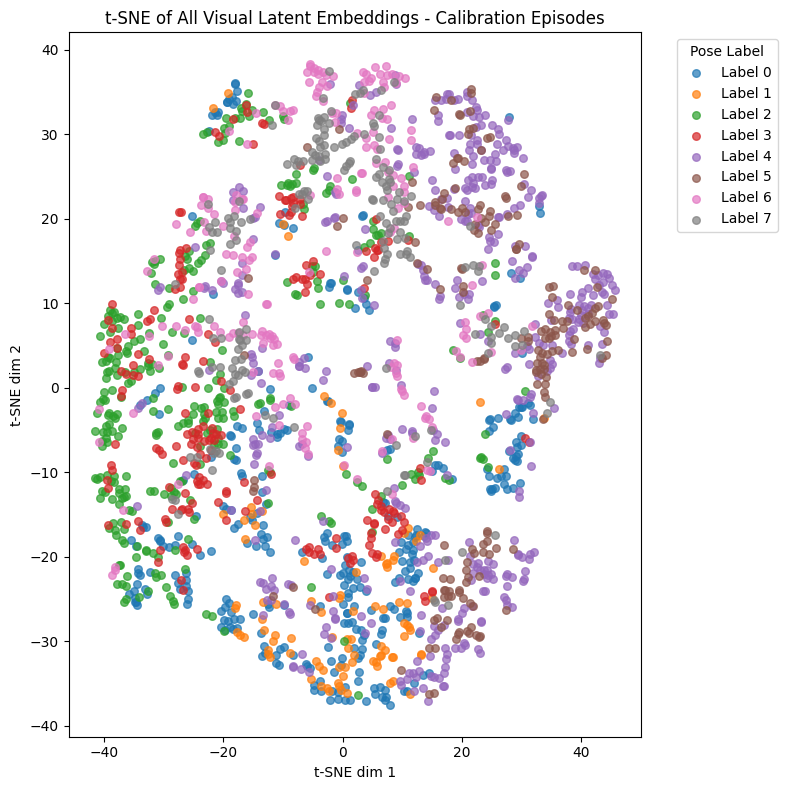 t-SNE of All Visual Latent Embeddings - Calibration Episodes
Pose Label
Label 0
Label 1
Label 2
Label 3
Label 4
Label 5
Label 6
Label 7
t-SNE dim 2
40
30
20
10
0
−10
−20
−30
−40
−40
−20
0
20
40
t-SNE dim 1